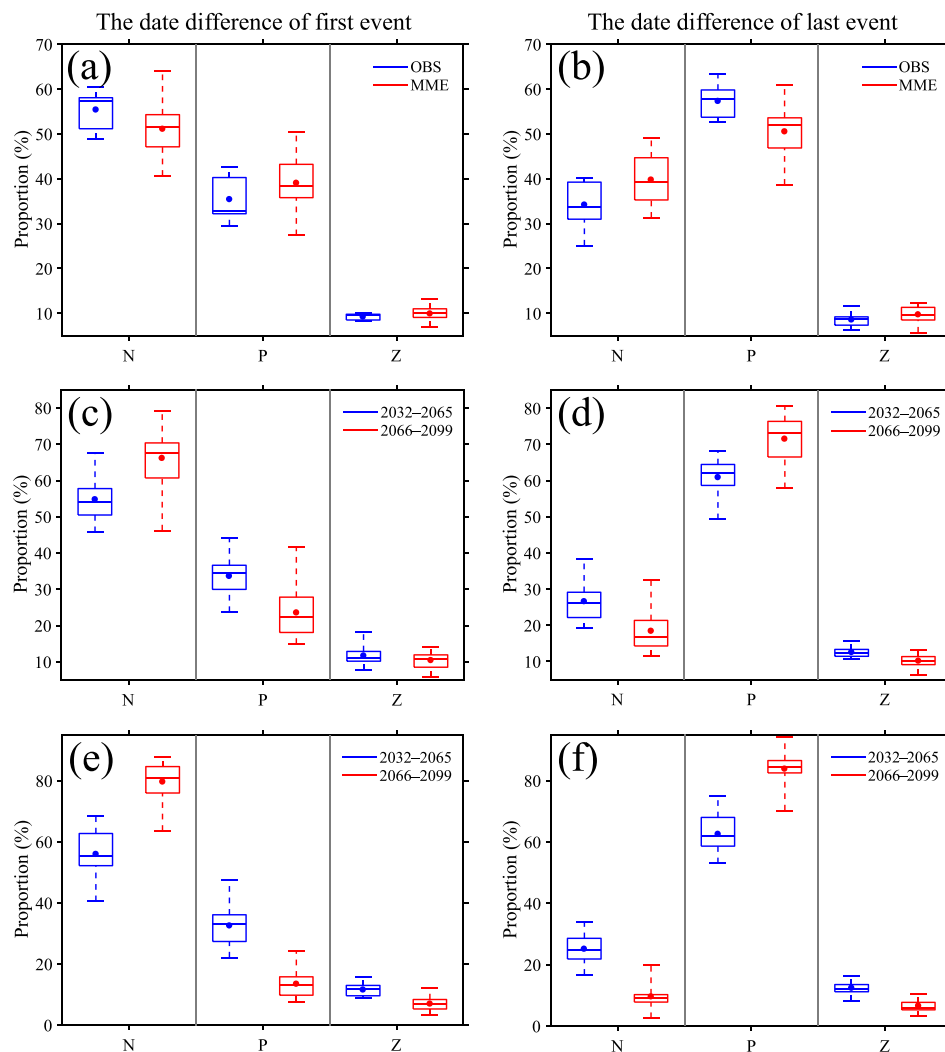 The date difference of first event
The date difference of last event
(a)
OBS
MME
Proportion (%)
70
60
50
40
30
20
10
N P Z
(b)
OBS
MME
Proportion (%)
70
60
50
40
30
20
10
N P Z
(c)
2032–2065
2066–2099
Proportion (%)
80
70
60
50
40
30
20
10
N P Z
(d)
2032–2065
2066–2099
Proportion (%)
80
70
60
50
40
30
20
10
N P Z
(e)
2032–2065
2066–2099
Proportion (%)
80
60
40
20
0
N P Z
(f)
2032–2065
2066–2099
Proportion (%)
80
60
40
20
0
N P Z